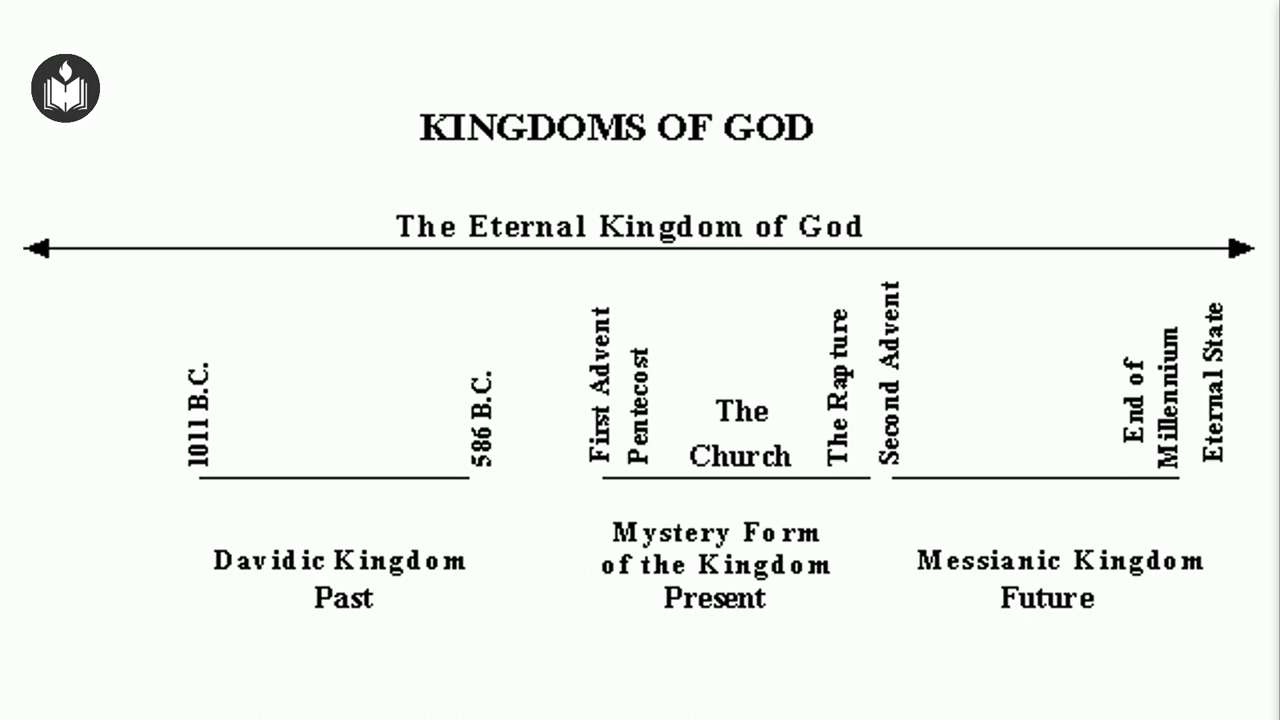 KINGDOMS OF GOD
The Eternal Kingdom of God
1011 B.C.
586 B.C.
First Advent
Pentecost
The
Church
The Rapture
Second Advent
End of
Millennium
Eternal State
Davidic Kingdom
Past
Mystery Form
of the Kingdom
Present
Messianic Kingdom
Future